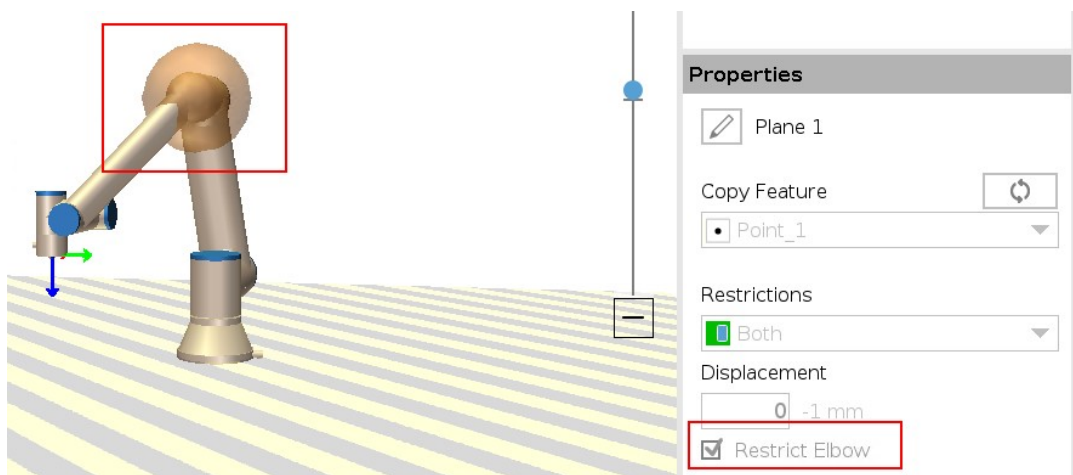 Properties
Plane 1
Copy Feature
Point_1
Restrictions
Both
Displacement
0 -1 mm
Restrict Elbow